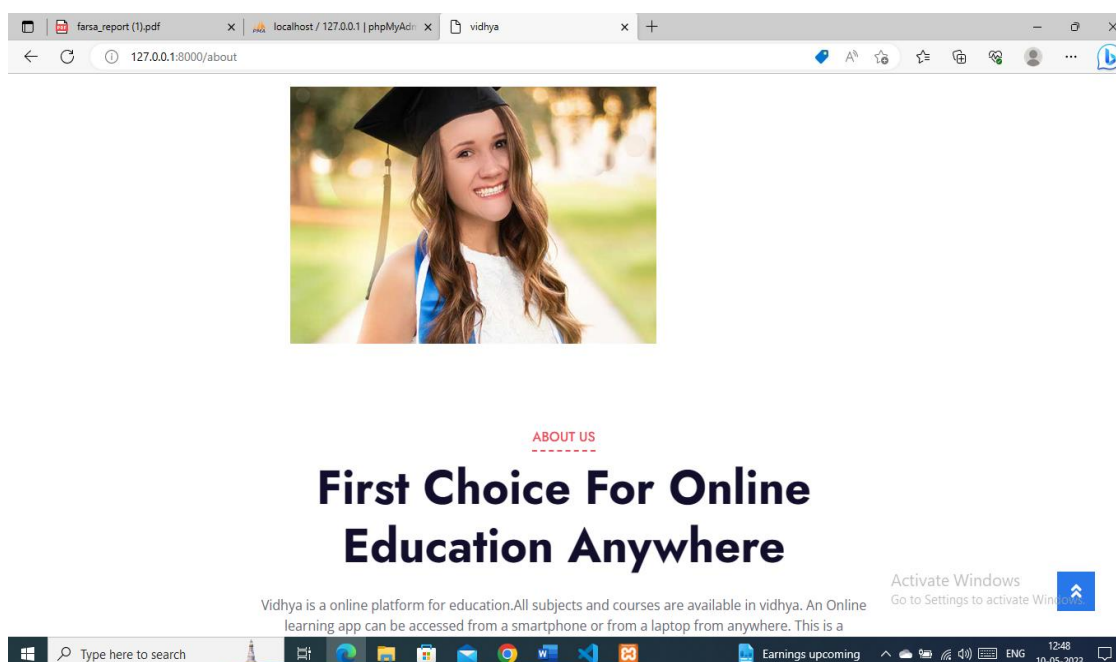 farsa_report (1).pdf
localhost / 127.0.0.1 | phpMyAdm
vidhya
127.0.0.1:8000/about
ABOUT US
First Choice For Online
Education Anywhere
Vidhya is a online platform for education.All subjects and courses are available in vidhya. An Online
learning app can be accessed from a smartphone or from a laptop from anywhere. This is a
Activate Windows
Go to Settings to activate Windows.
Type here to search
Earnings upcoming
ENG
12:48
10-05-2023